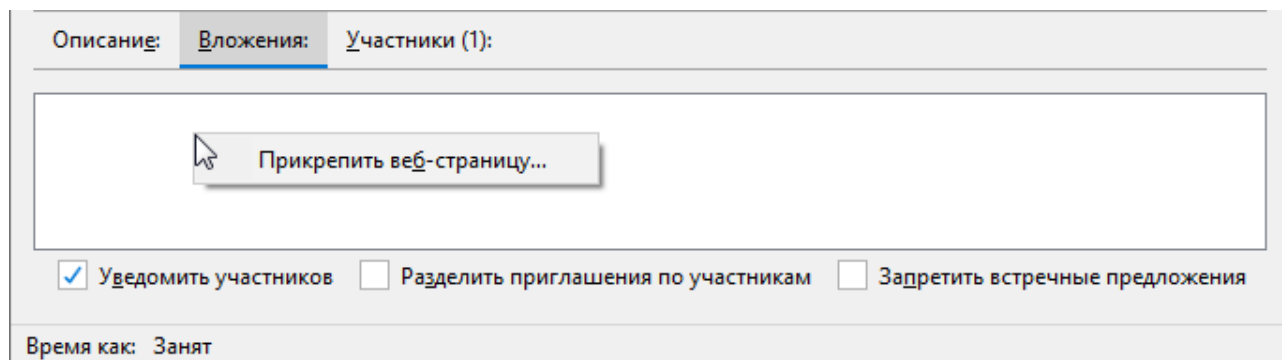 Описание: Вложения: Участники (1):
Прикрепить веб-страницу...
Уведомить участников Разделить приглашения по участникам Запретить встречные предложения
Время как: Занят